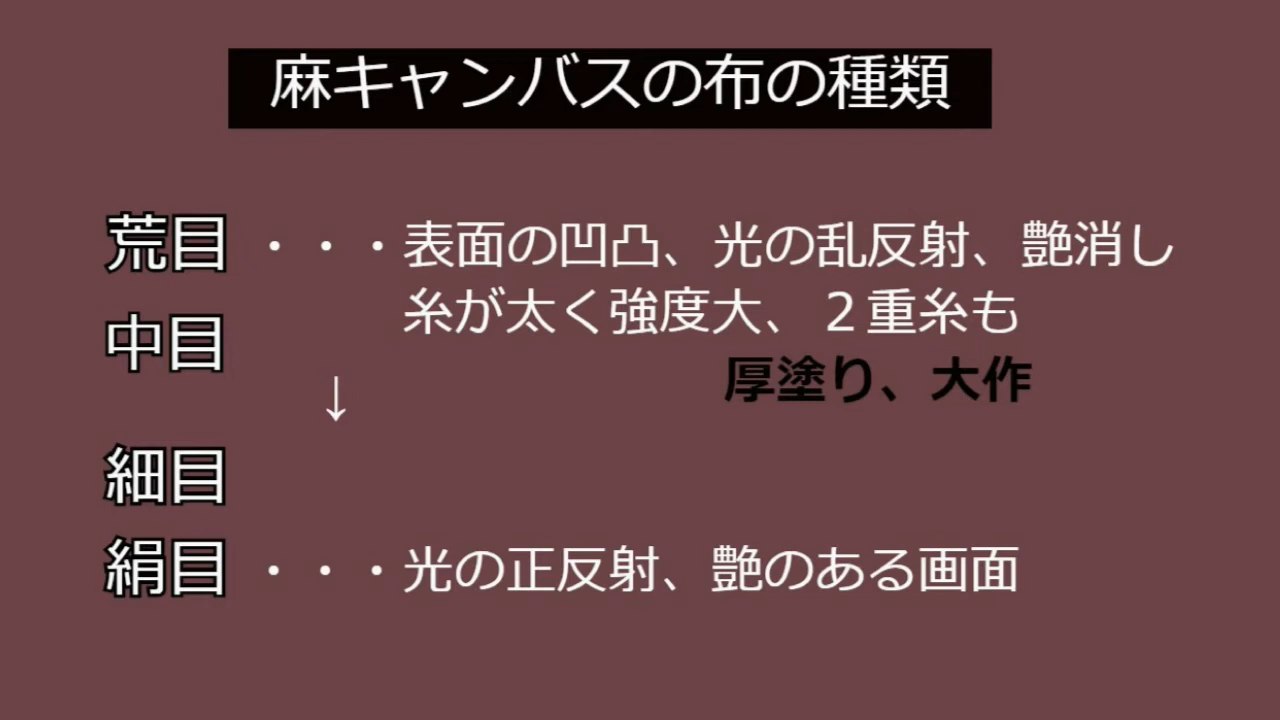 麻キャンバスの布の種類
荒目 ・・・表面の凹凸、光の乱反射、艶消し
糸が太く強度大、２重糸も
中目
厚塗り、大作
↓
細目
絹目 ・・・光の正反射、艶のある画面